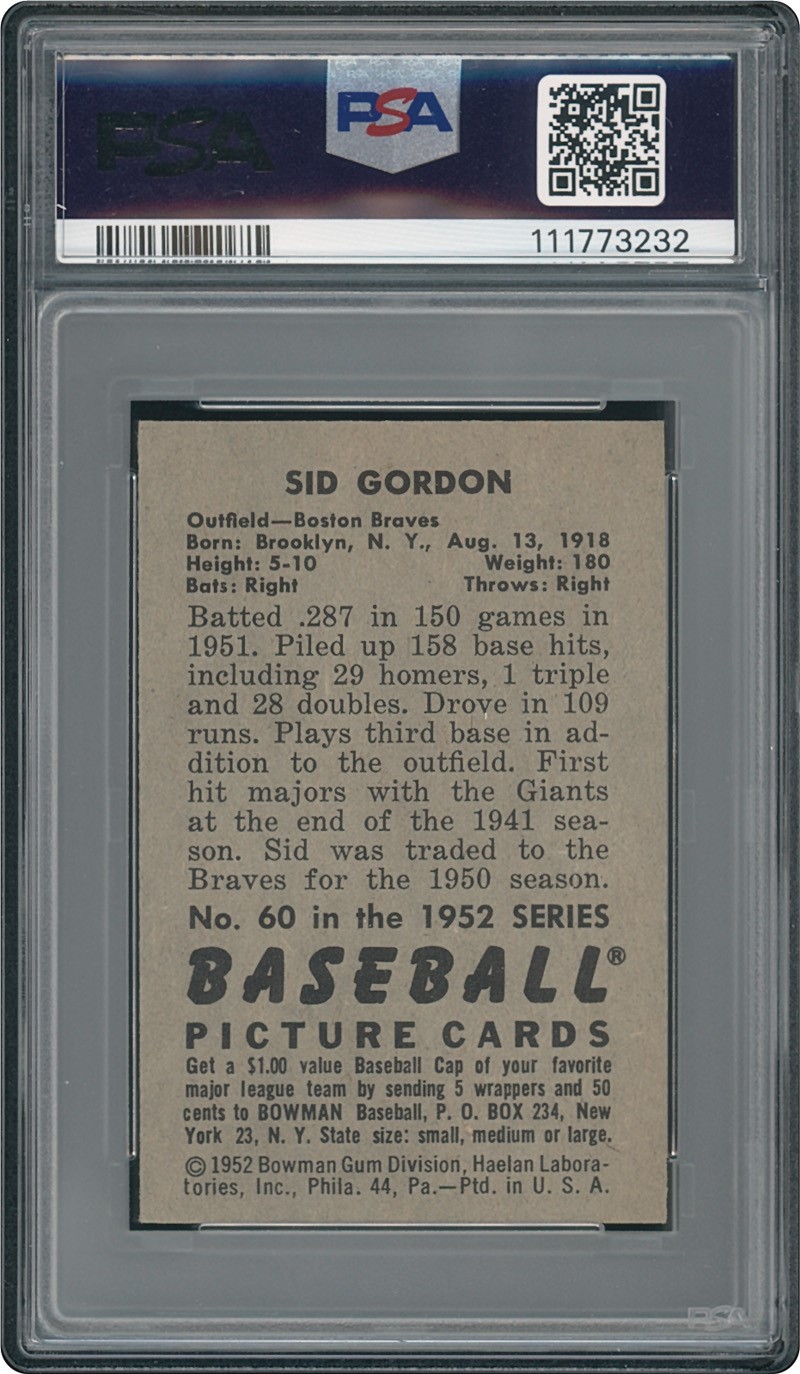 PSA
PSA
111773232
SID GORDON
Outfield—Boston Braves
Born: Brooklyn, N. Y., Aug. 13, 1918
Height: 5-10 Weight: 180
Bats: Right Throws: Right
Batted .287 in 150 games in
1951. Piled up 158 base hits,
including 29 homers, 1 triple
and 28 doubles. Drove in 109
runs. Plays third base in ad-
dition to the outfield. First
hit majors with the Giants
at the end of the 1941 sea-
son. Sid was traded to the
Braves for the 1950 season.
No. 60 in the 1952 SERIES
BASEBALL®
PICTURE CARDS
Get a $1.00 value Baseball Cap of your favorite
major league team by sending 5 wrappers and 50
cents to BOWMAN Baseball, P. O. BOX 234, New
York 23, N. Y. State size: small, medium or large.
© 1952 Bowman Gum Division, Haelan Labora-
tories, Inc., Phila. 44, Pa.—Ptd. in U. S. A.
PSA